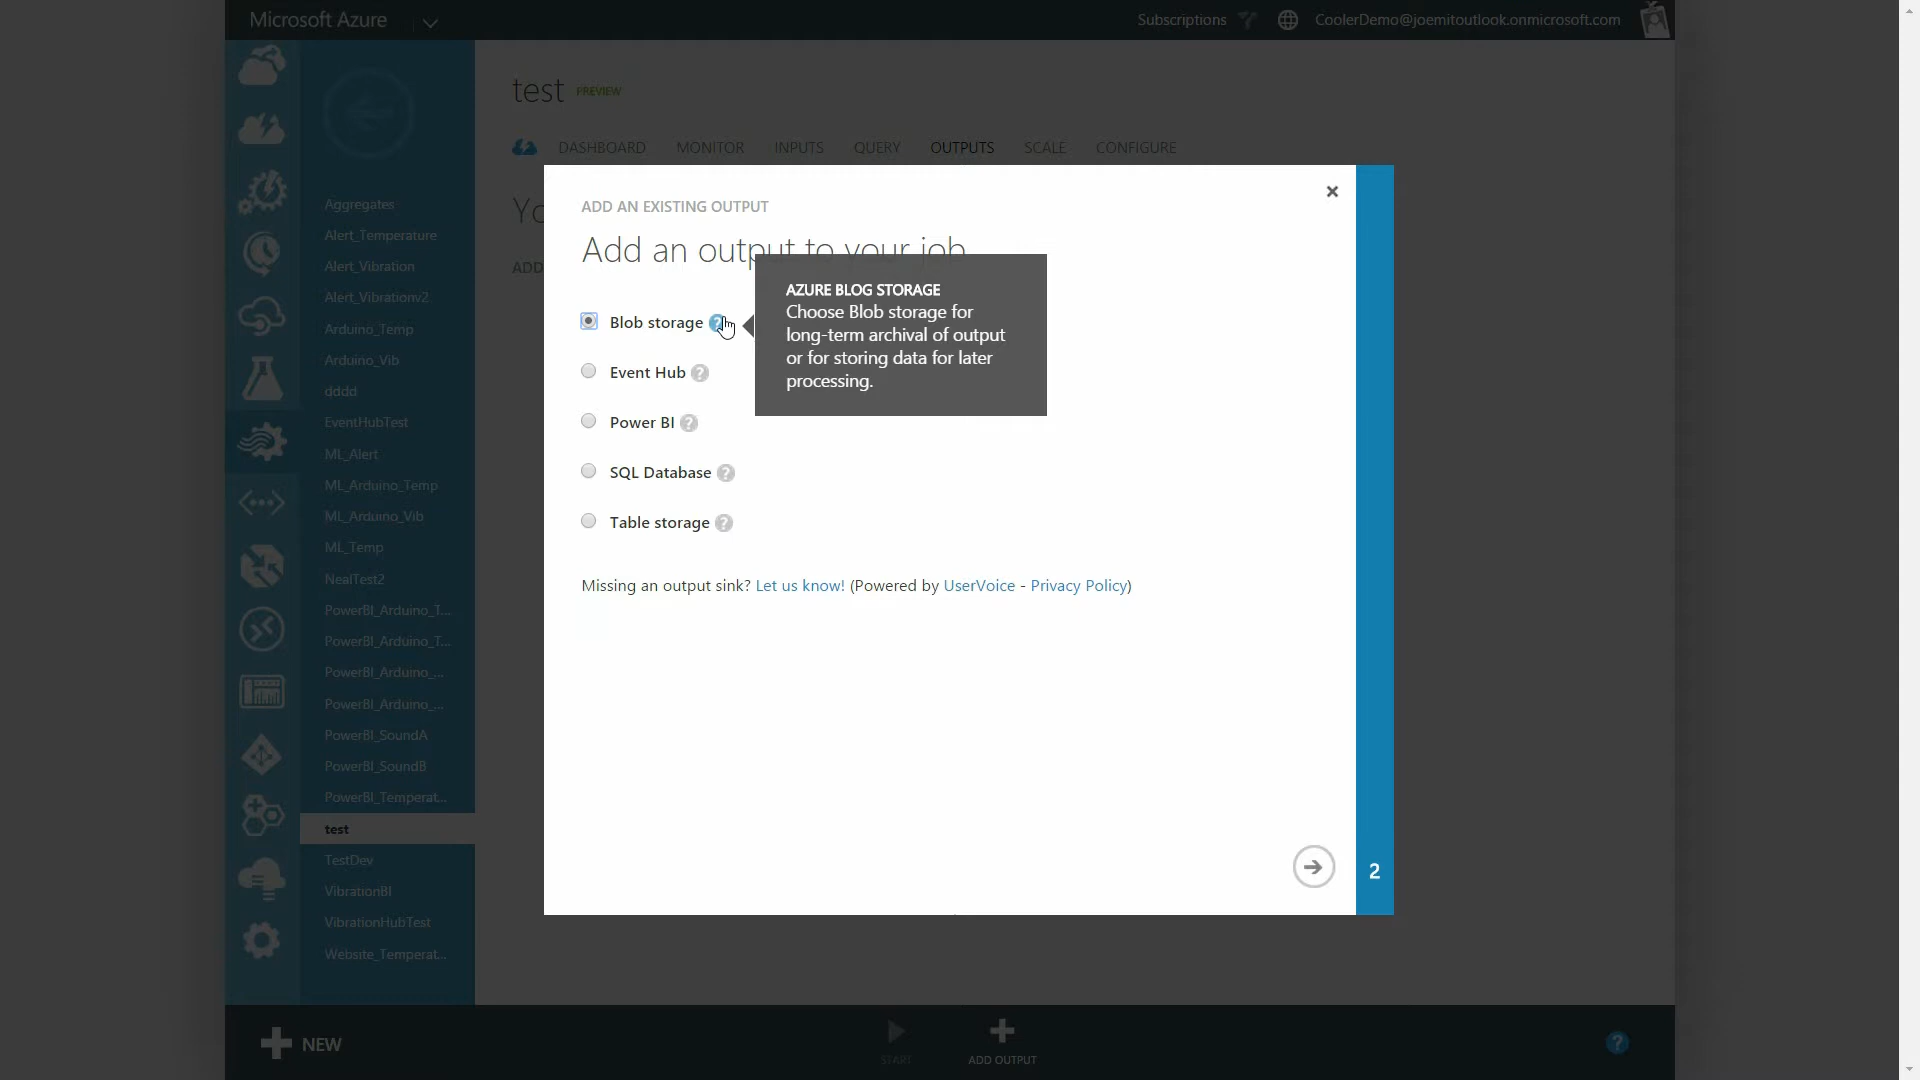 Microsoft Azure
Subscriptions
CoolerDemo@joemitoutlook.onmicrosoft.com
test PREVIEW
DASHBOARD MONITOR INPUTS QUERY OUTPUTS SCALE CONFIGURE
Yo
ADD
Aggregates
Alert_Temperature
Alert_Vibration
Alert_Vibrationv2
Arduino_Temp
Arduino_Vib
dddd
EventHubTest
ML_Alert
ML_Arduino_Temp
ML_Arduino_Vib
ML_Temp
NealTest2
PowerBI_Arduino_T...
PowerBI_Arduino_T...
PowerBI_Arduino_...
PowerBI_Arduino_...
PowerBI_SoundA
PowerBI_SoundB
PowerBI_Temperat...
test
TestDev
VibrationBI
VibrationHubTest
Website_Temperat...
ADD AN EXISTING OUTPUT
Add an output to your job
Blob storage ?
AZURE BLOG STORAGE
Choose Blob storage for
long-term archival of output
or for storing data for later
processing.
Event Hub ?
Power BI ?
SQL Database ?
Table storage ?
Missing an output sink? Let us know! (Powered by UserVoice - Privacy Policy)
2
NEW
START
ADD OUTPUT
?